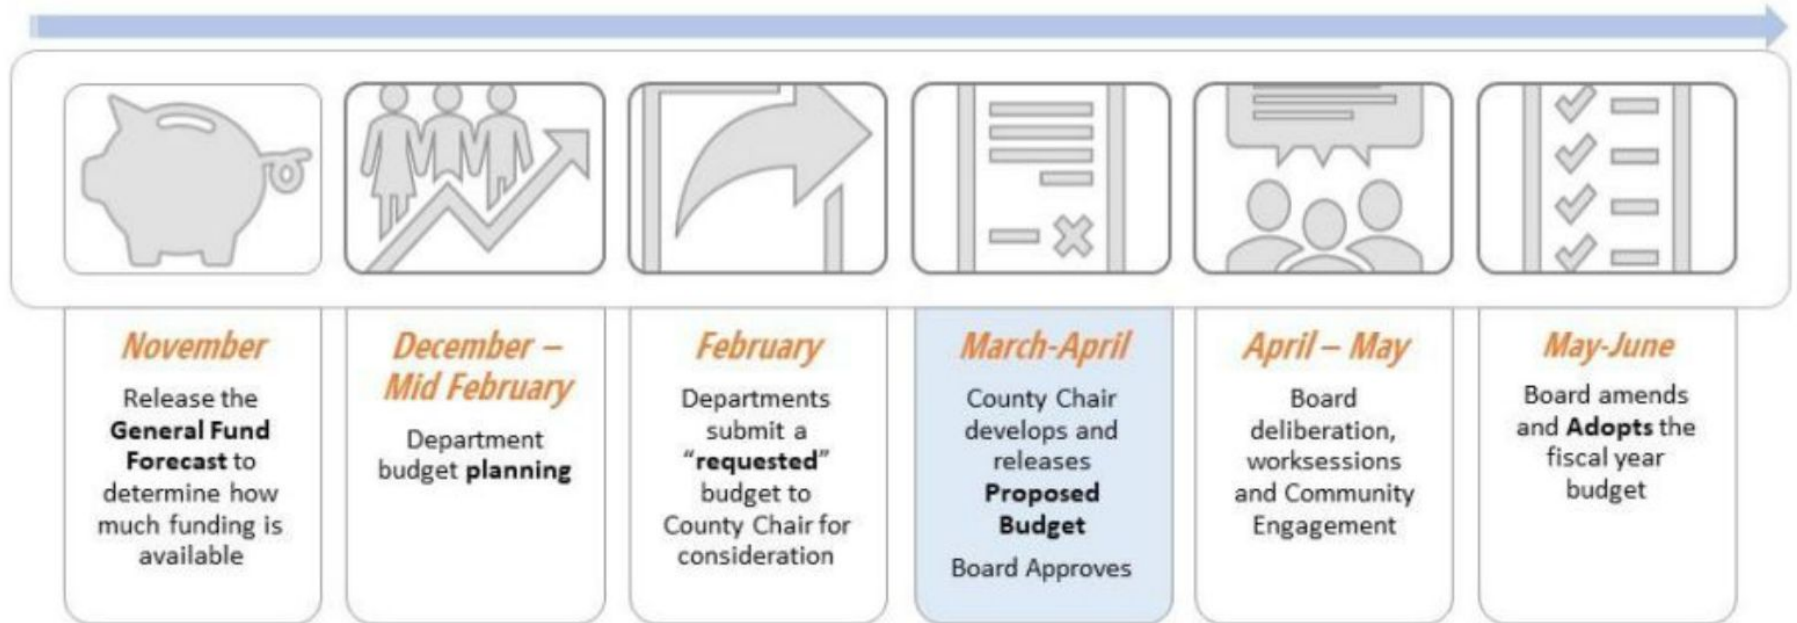 November
Release the
General Fund
Forecast to
determine how
much funding is
available
December –
Mid February
Department
budget planning
February
Departments
submit a
“requested”
budget to
County Chair for
consideration
March-April
County Chair
develops and
releases
Proposed
Budget
Board Approves
April – May
Board
deliberation,
worksessions
and Community
Engagement
May-June
Board amends
and Adopts the
fiscal year
budget